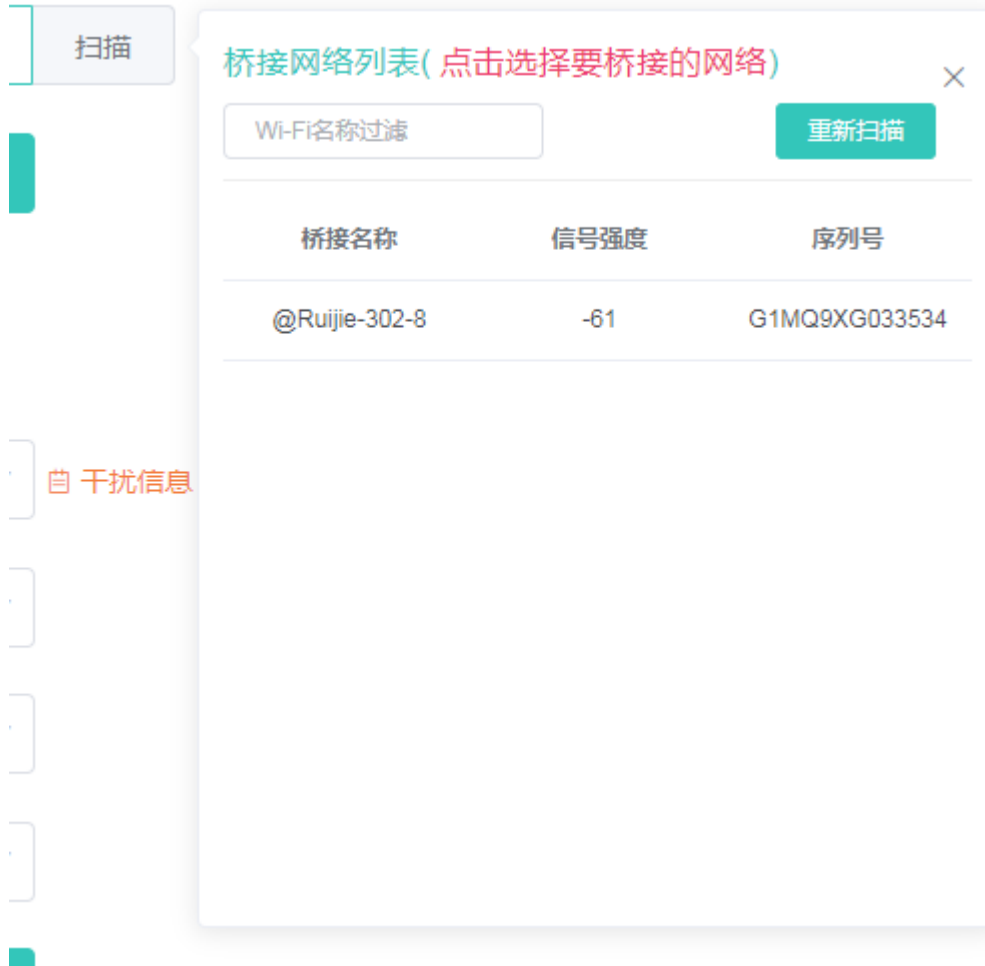 扫描
桥接网络列表( 点击选择要桥接的网络)
Wi-Fi名称过滤
重新扫描
桥接名称 信号强度 序列号
@Ruijie-302-8 -61 G1MQ9XG033534
干扰信息